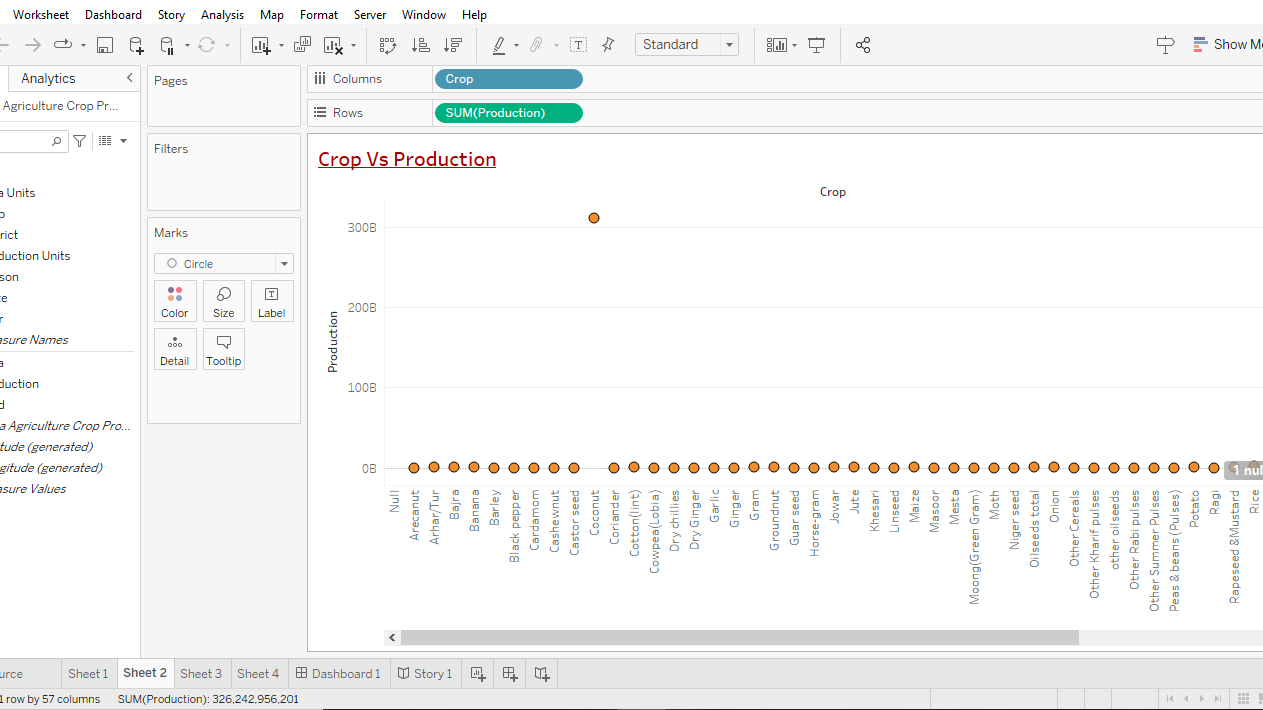 Worksheet Dashboard Story Analysis Map Format Server Window Help
Standard
Show Me
Analytics
Agriculture Crop Pr...
a Units
p
rict
duction Units
son
te
r
asure Names
a
duction
d
a Agriculture Crop Pro...
tude (generated)
gitude (generated)
asure Values
Pages
Filters
Marks
Circle
Color Size Label
Detail Tooltip
Columns Crop
Rows SUM(Production)
Crop Vs Production
Crop
Production
300B
200B
100B
0B
1 nul
Null
Arecanut
Arhar/Tur
Bajra
Banana
Barley
Black pepper
Cardamom
Cashewnut
Castor seed
Coconut
Coriander
Cotton(lint)
Cowpea(Lobia)
Dry chillies
Dry Ginger
Garlic
Ginger
Gram
Groundnut
Guar seed
Horse-gram
Jowar
Jute
Khesari
Linseed
Maize
Masoor
Mesta
Moong(Green Gram)
Moth
Niger seed
Oilseeds total
Onion
Other Cereals
Other Kharif pulses
other oilseeds
Other Rabi pulses
Other Summer Pulses
Peas & beans (Pulses)
Potato
Ragi
Rapeseed &Mustard
Rice
urce Sheet 1 Sheet 2 Sheet 3 Sheet 4 Dashboard 1 Story 1
1 row by 57 columns SUM(Production): 326,242,956,201